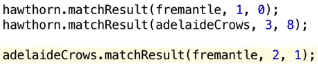 hawthorn.matchResult(fremantle, 1, 0);
hawthorn.matchResult(adelaideCrows, 3, 8);
adelaideCrows.matchResult(fremantle, 2, 1);